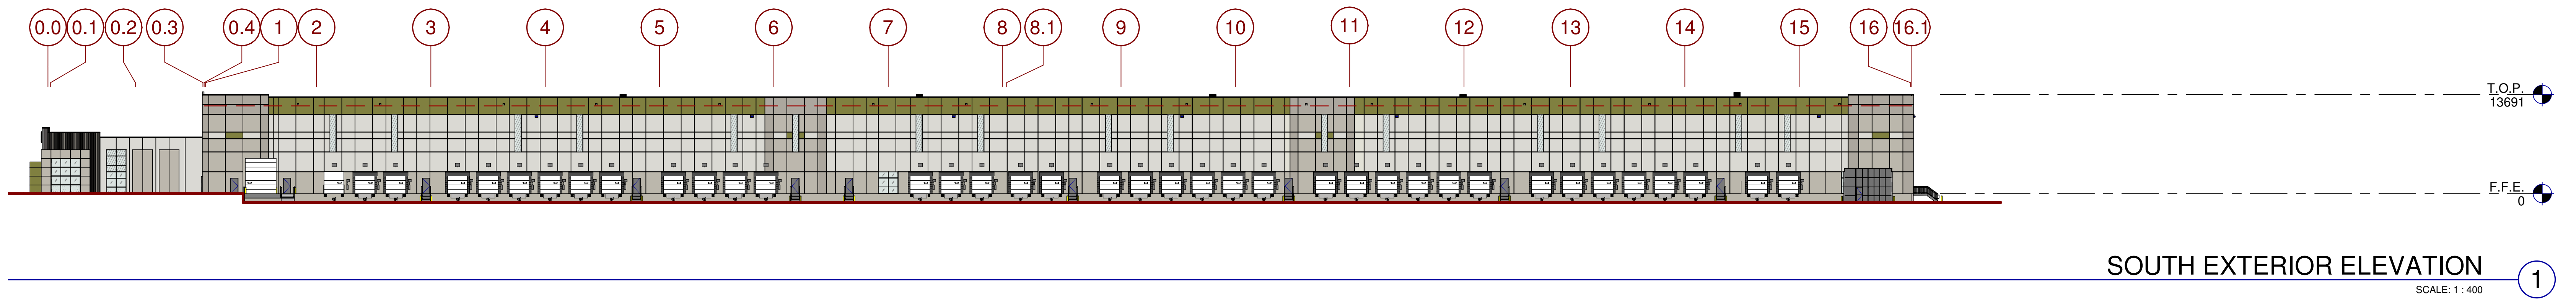 0.0 0.1 0.2 0.3 0.4 1 2 3 4 5 6 7 8 8.1 9 10 11 12 13 14 15 16 16.1
T.O.P.
13691
F.F.E.
0
SOUTH EXTERIOR ELEVATION
1
SCALE: 1 : 400